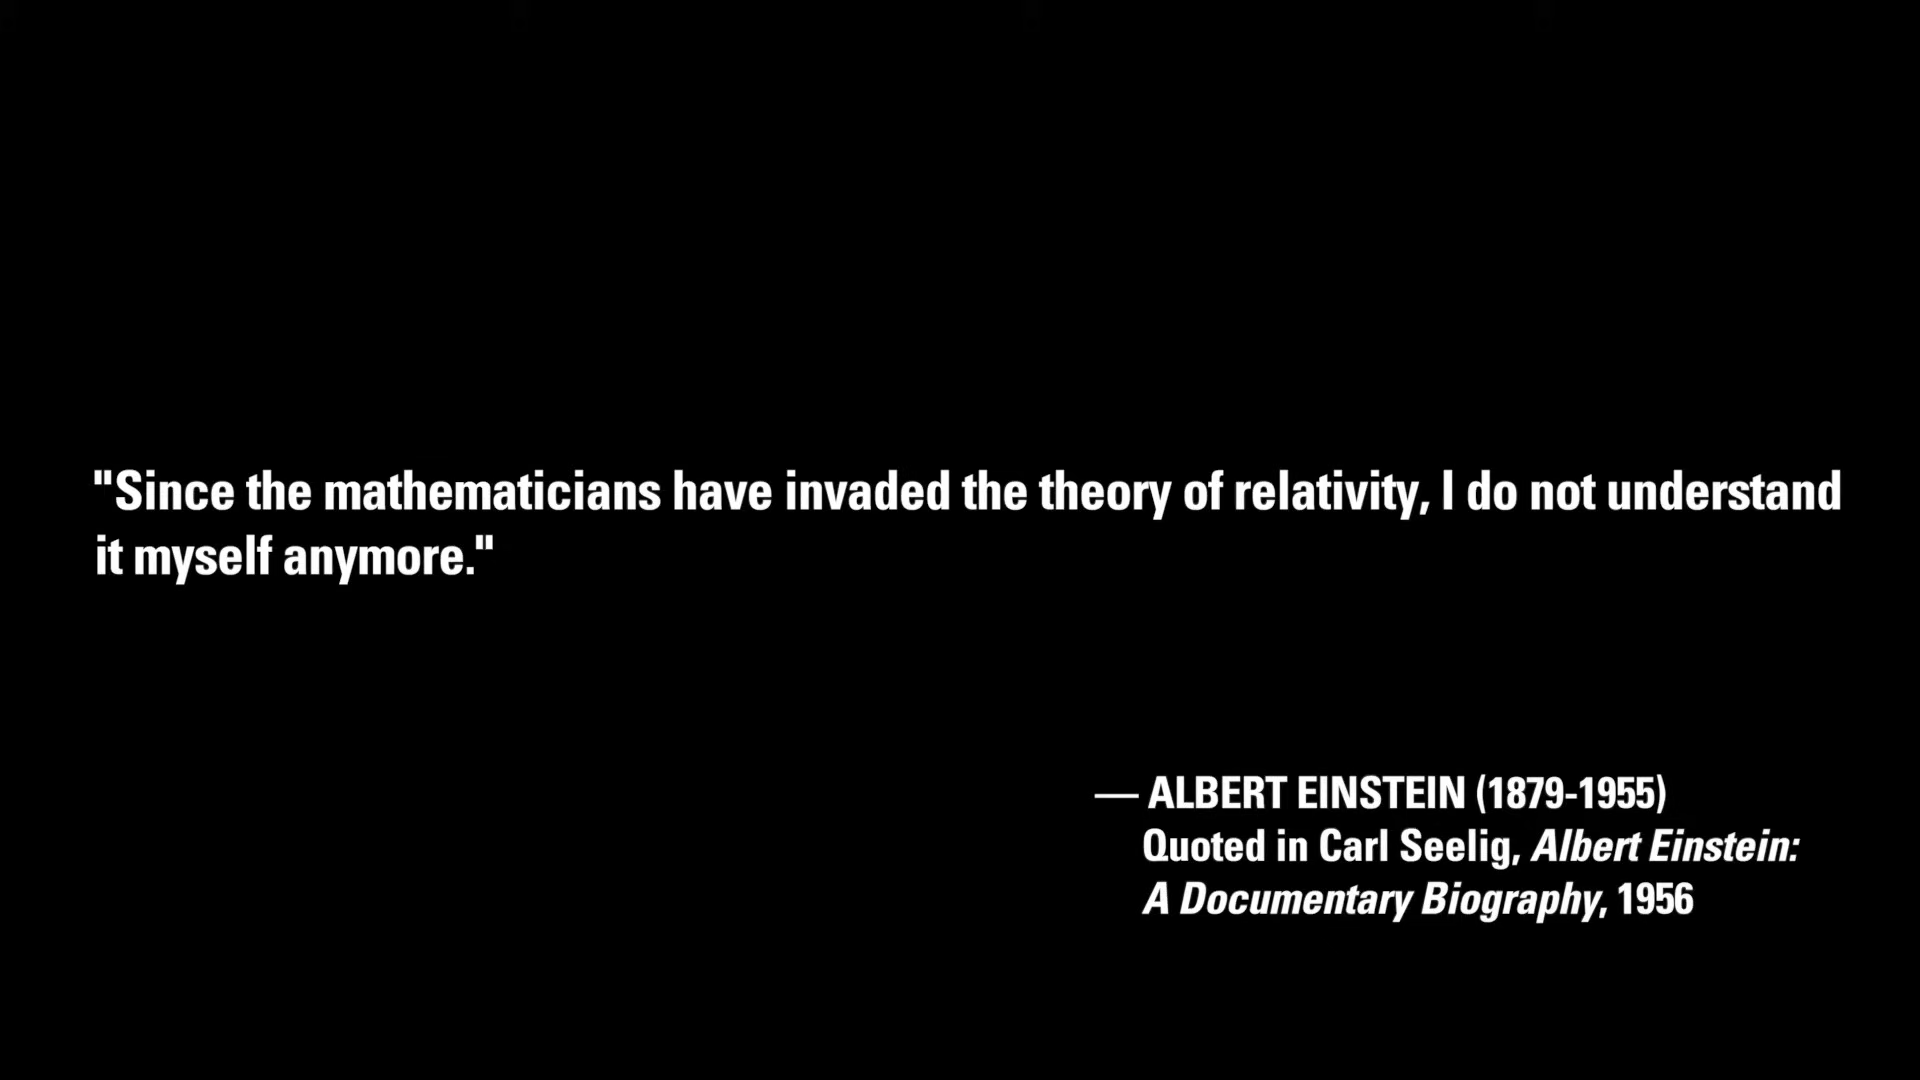 "Since the mathematicians have invaded the theory of relativity, I do not understand
it myself anymore."
— ALBERT EINSTEIN (1879-1955)
Quoted in Carl Seelig, Albert Einstein:
A Documentary Biography, 1956